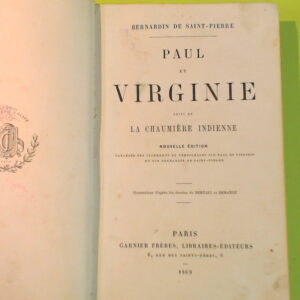 BERNARDIN DE SAINT-PIERRE
PAUL
ET
VIRGINIE
SUIVI DE
LA CHAUMIÈRE INDIENNE
NOUVELLE ÉDITION
PARIS
GARNIER FRÈRES, LIBRAIRES-ÉDITEURS
6, RUE DES SAINTS-PÈRES, 6
1869